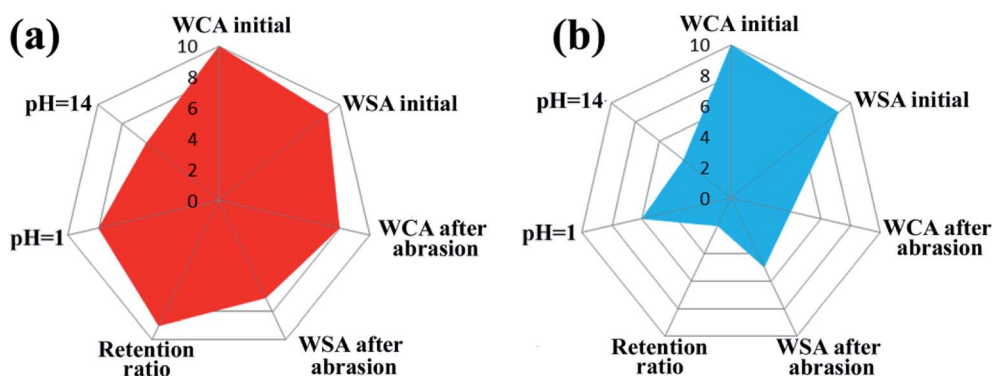 (a)
WCA initial
10
8
6
4
2
0
pH=14
WSA initial
pH=1
WCA after
abrasion
Retention
ratio
WSA after
abrasion
(b)
WCA initial
10
8
6
4
2
0
pH=14
WSA initial
pH=1
WCA after
abrasion
Retention
ratio
WSA after
abrasion